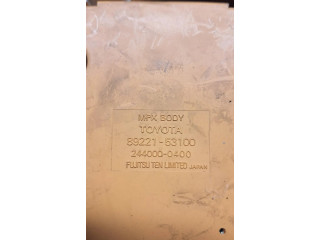 MPX BODY
TOYOTA
89221-53100
244000-0400
FUJITSU TEN LIMITED JAPAN